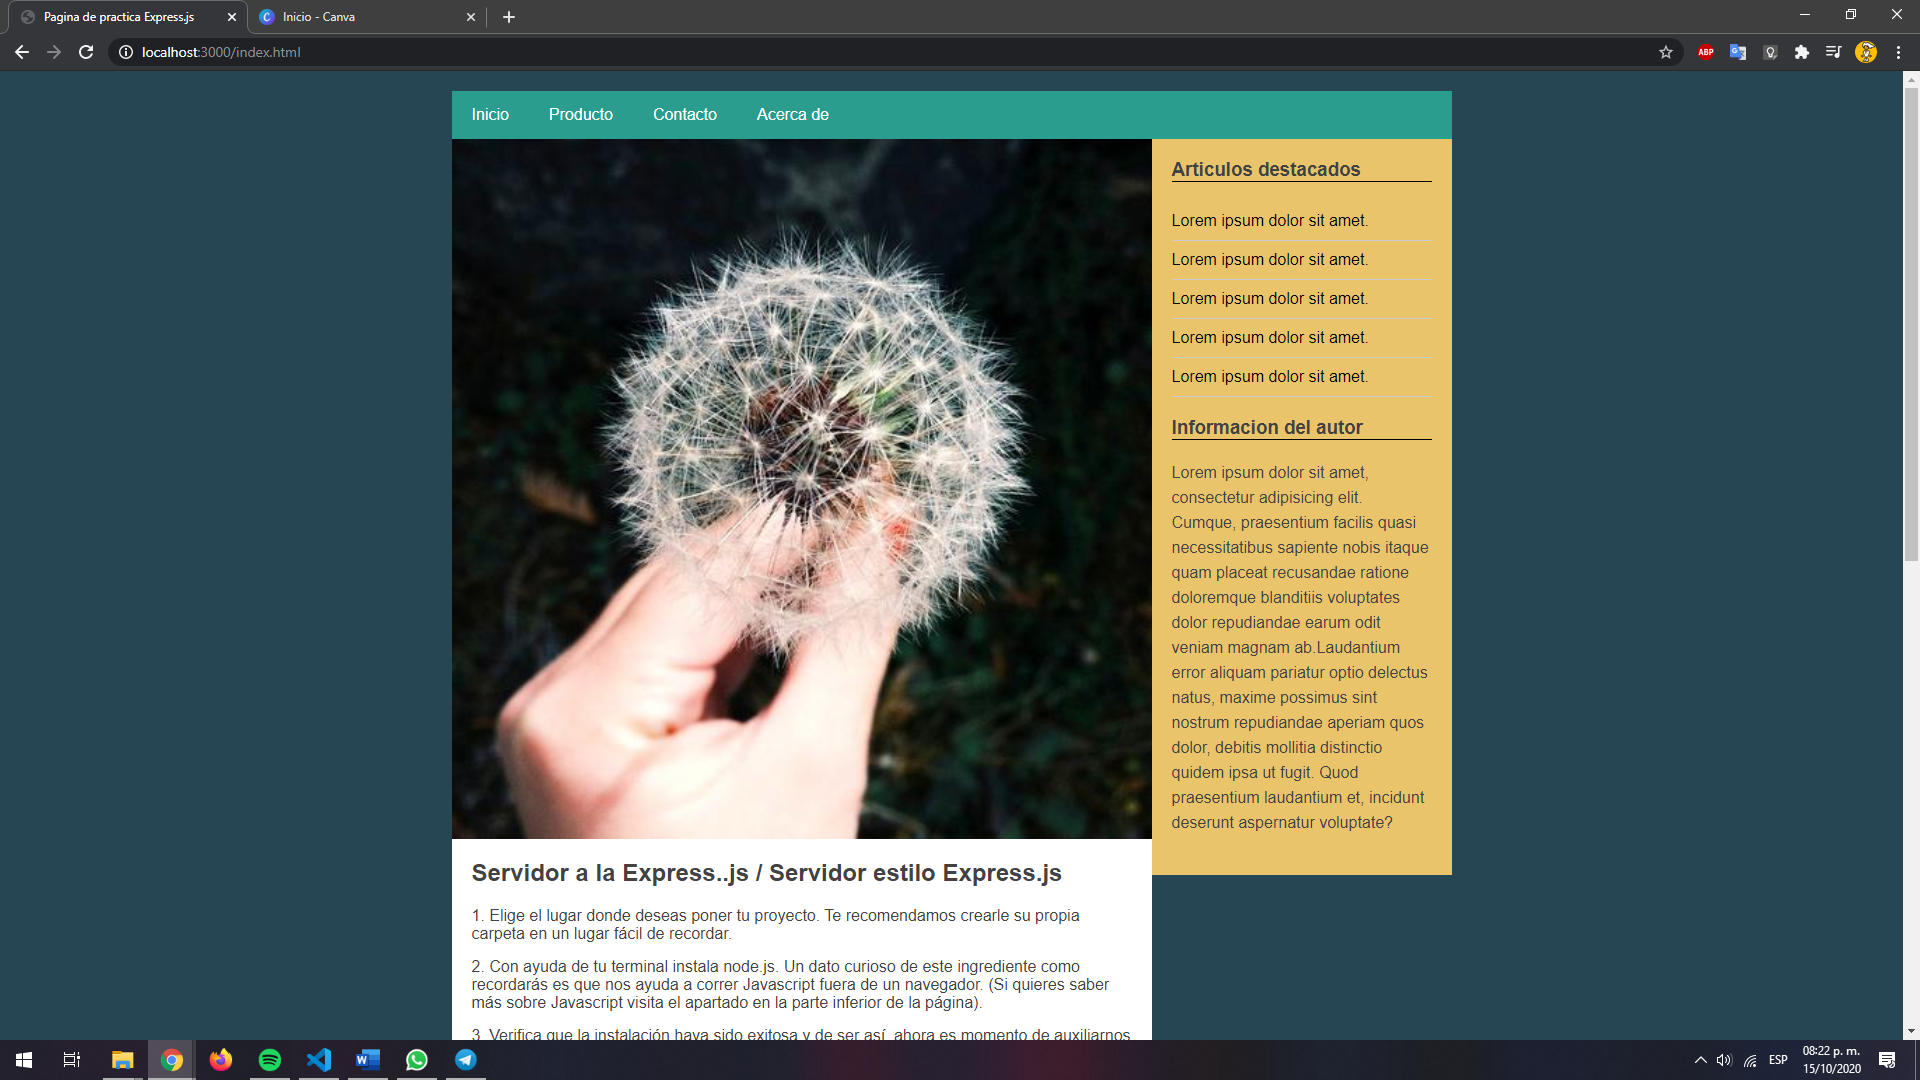 Pagina de practica Express.js
Inicio - Canva
localhost:3000/index.html
ABP
Inicio Producto Contacto Acerca de
Articulos destacados
Lorem ipsum dolor sit amet.
Lorem ipsum dolor sit amet.
Lorem ipsum dolor sit amet.
Lorem ipsum dolor sit amet.
Lorem ipsum dolor sit amet.
Informacion del autor
Lorem ipsum dolor sit amet,
consectetur adipisicing elit.
Cumque, praesentium facilis quasi
necessitatibus sapiente nobis itaque
quam placeat recusandae ratione
doloremque blanditiis voluptates
dolor repudiandae earum odit
veniam magnam ab.Laudantium
error aliquam pariatur optio delectus
natus, maxime possimus sint
nostrum repudiandae aperiam quos
dolor, debitis mollitia distinctio
quidem ipsa ut fugit. Quod
praesentium laudantium et, incidunt
deserunt aspernatur voluptate?
Servidor a la Express..js / Servidor estilo Express.js
1. Elige el lugar donde deseas poner tu proyecto. Te recomendamos crearle su propia
carpeta en un lugar fácil de recordar.
2. Con ayuda de tu terminal instala node.js. Un dato curioso de este ingrediente como
recordarás es que nos ayuda a correr Javascript fuera de un navegador. (Si quieres saber
más sobre Javascript visita el apartado en la parte inferior de la página).
3. Verifica que la instalación haya sido exitosa y de ser así, ahora es momento de auxiliarnos
ESP
08:22 p. m.
15/10/2020